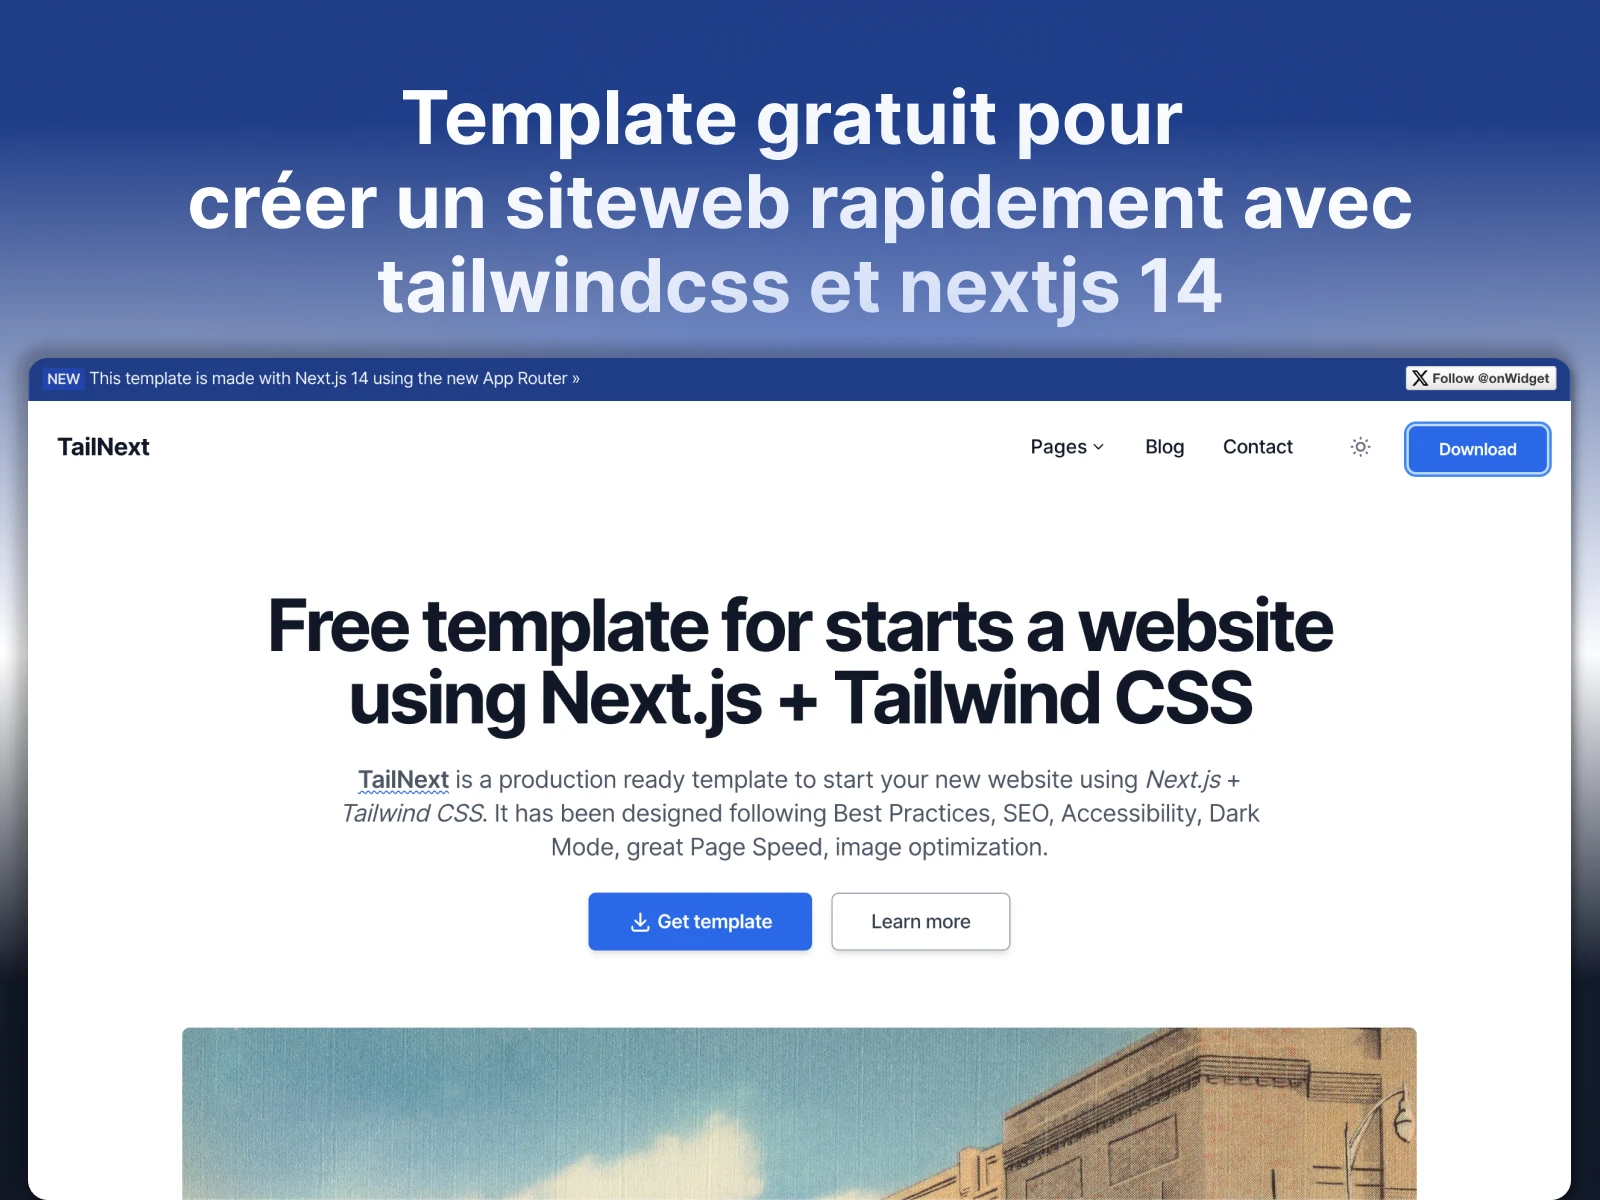 Template gratuit pour
créer un siteweb rapidement avec
tailwindcss et nextjs 14
NEW This template is made with Next.js 14 using the new App Router »
Follow @onWidget
TailNext
Pages
Blog
Contact
Download
Free template for starts a website
using Next.js + Tailwind CSS
TailNext is a production ready template to start your new website using Next.js +
Tailwind CSS. It has been designed following Best Practices, SEO, Accessibility, Dark
Mode, great Page Speed, image optimization.
Get template
Learn more